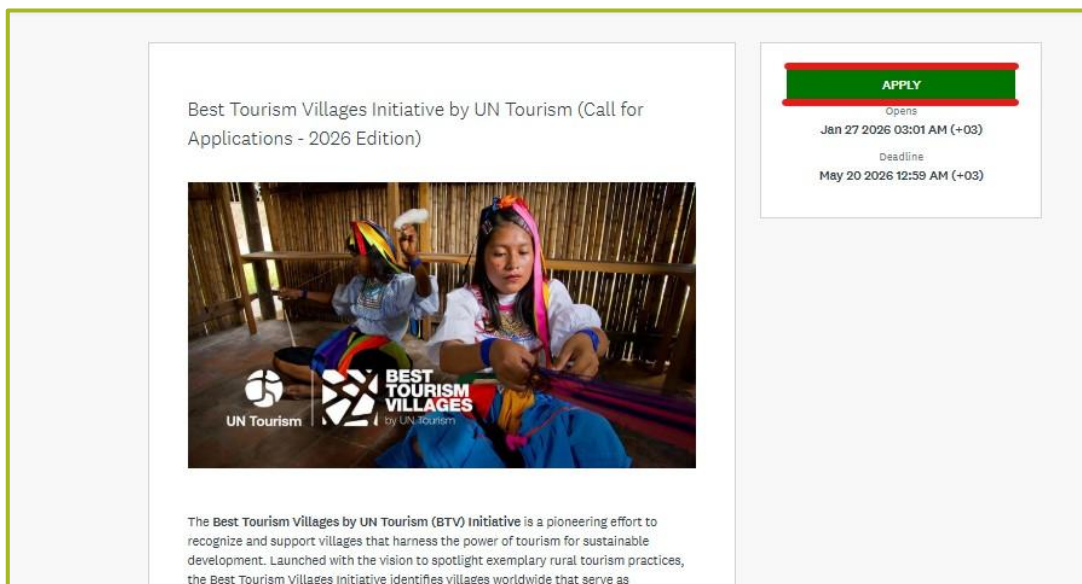 Best Tourism Villages Initiative by UN Tourism (Call for
Applications - 2026 Edition)
UN Tourism
BEST
TOURISM
VILLAGES
by UN Tourism
The Best Tourism Villages by UN Tourism (BTV) Initiative is a pioneering effort to
recognize and support villages that harness the power of tourism for sustainable
development. Launched with the vision to spotlight exemplary rural tourism practices,
the Best Tourism Villages Initiative identifies villages worldwide that serve as
APPLY
Opens
Jan 27 2026 03:01 AM (+03)
Deadline
May 20 2026 12:59 AM (+03)